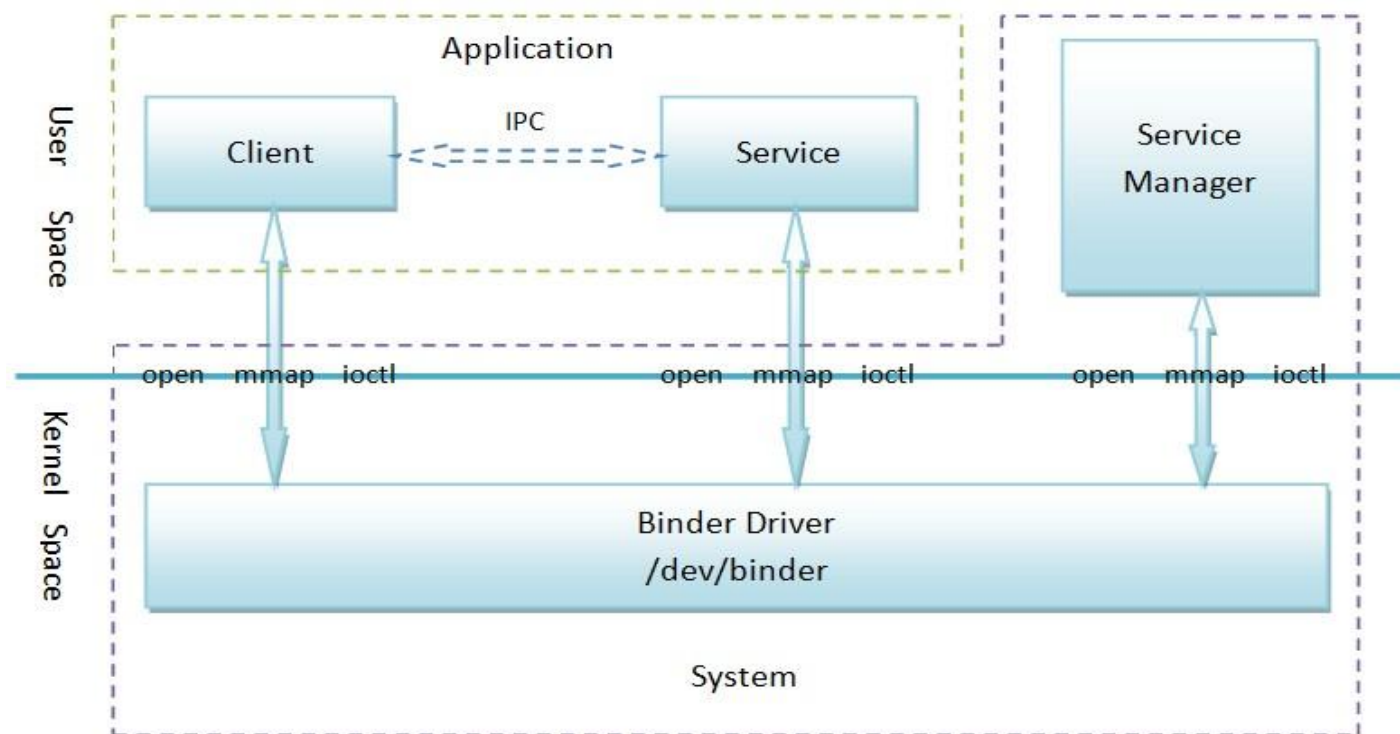 Application
User Space
Client
IPC
Service
Service
Manager
open mmap ioctl
open mmap ioctl
open mmap ioctl
Kernel Space
Binder Driver
/dev/binder
System